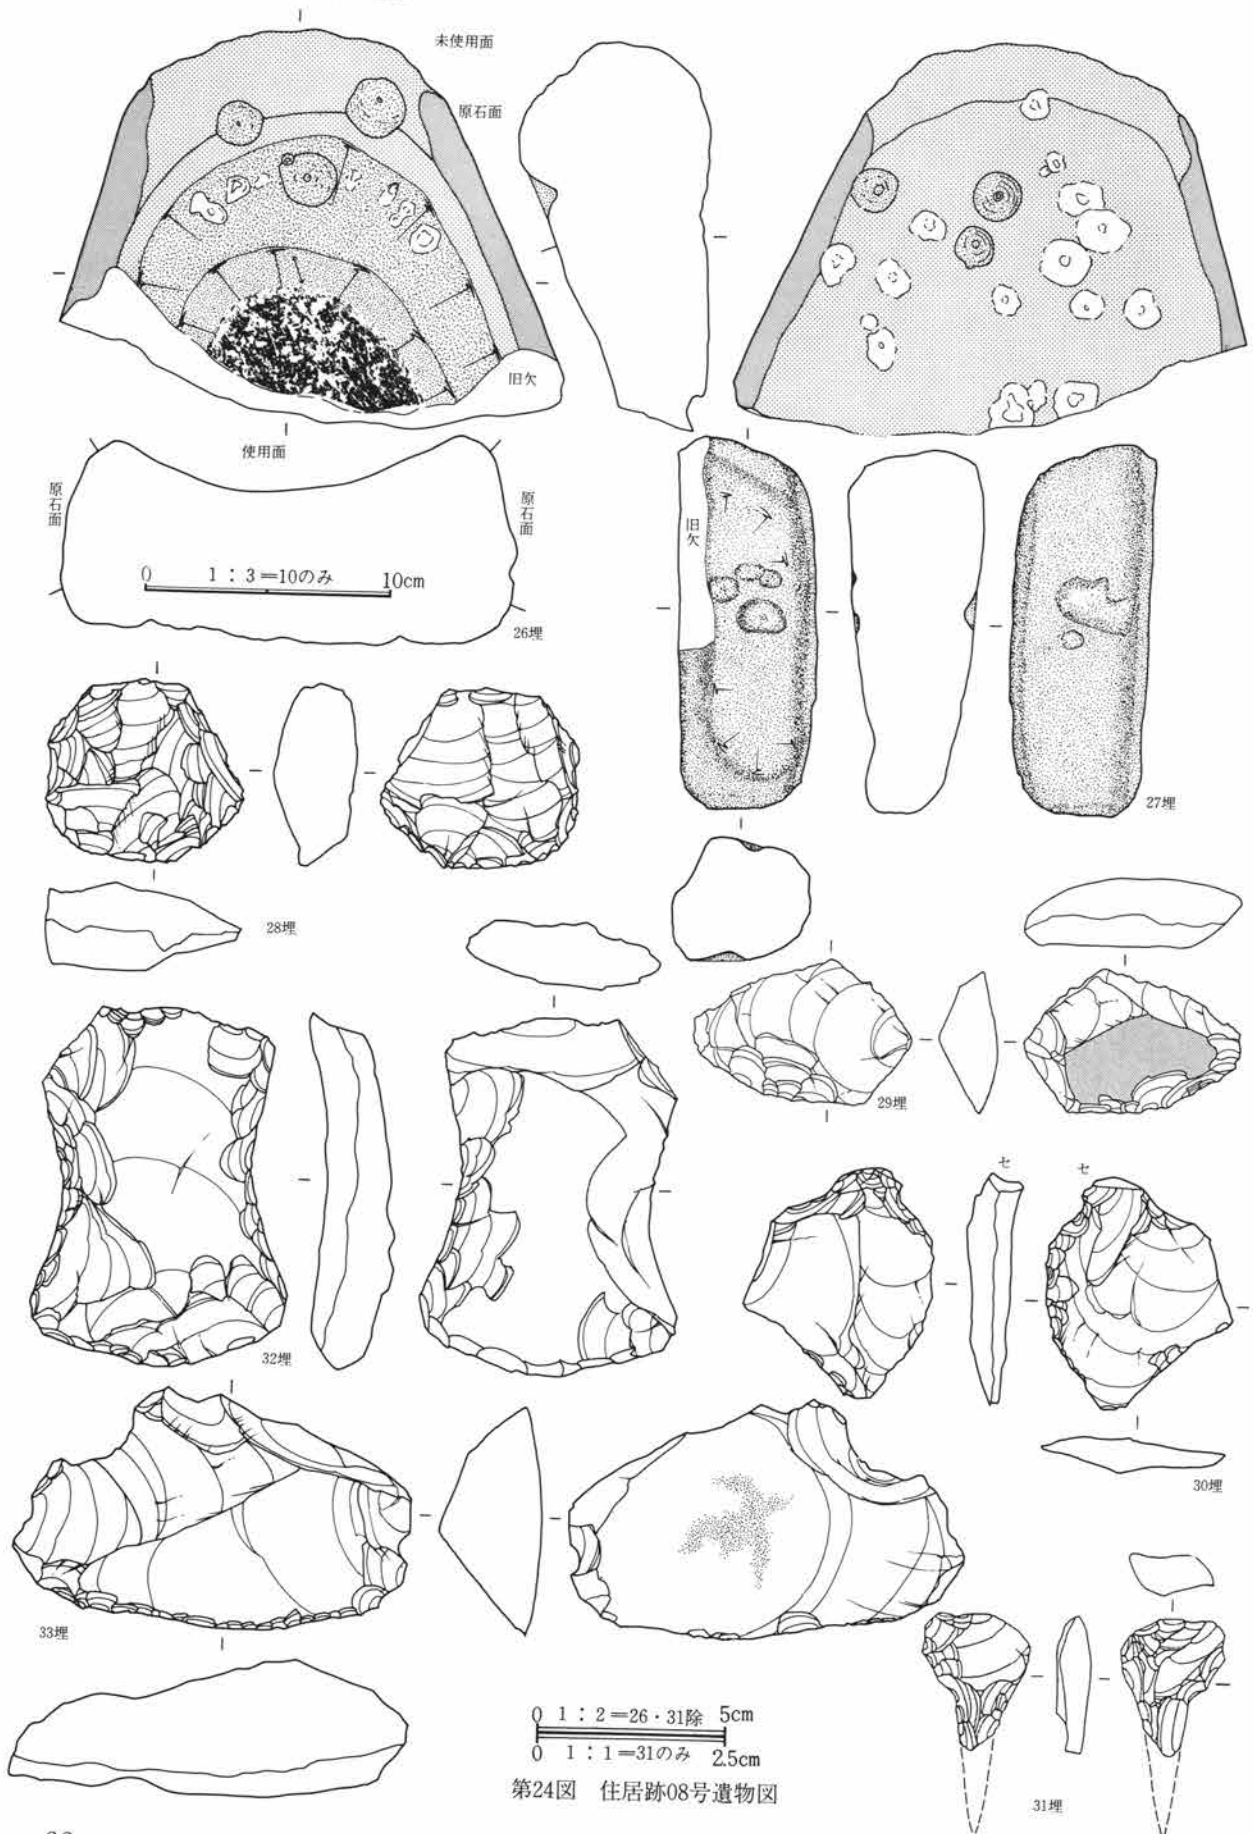 未使用面
原石面
旧欠
使用面
原石面
原石面
0 1:3=10のみ 10cm
26埋
旧欠
27埋
28埋
29埋
セ
セ
32埋
30埋
33埋
0 1:2=26・31除 5cm
0 1:1=31のみ 2.5cm
第24図 住居跡08号遺物図
31埋